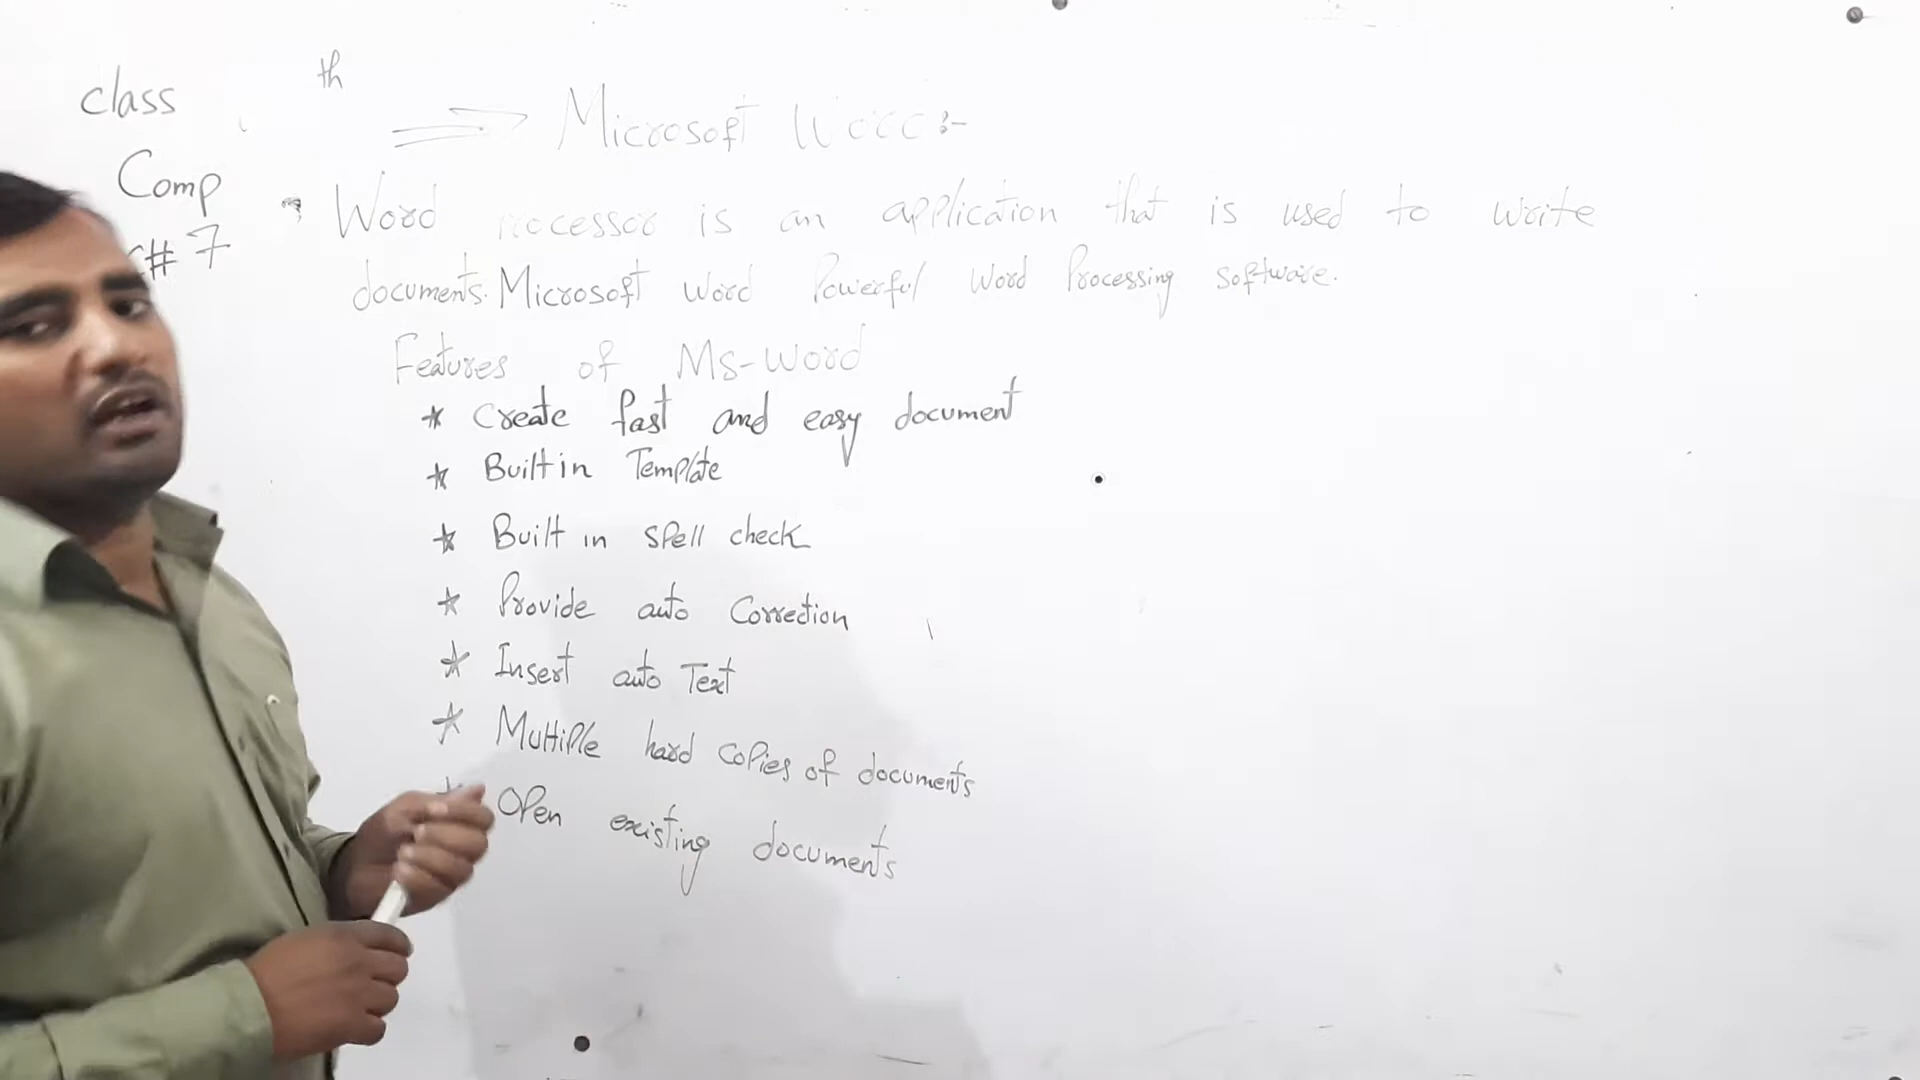 class th
Comp
# 7
⇒ Microsoft Word:-
Word Processor is an application that is used to write
documents. Microsoft word Powerful Word Processing software.
Features of MS-Word
* Create fast and easy document
* Builtin Template
* Built in spell check
* Provide auto Correction
* Insert auto Text
* Multiple hard copies of documents
* Open existing documents